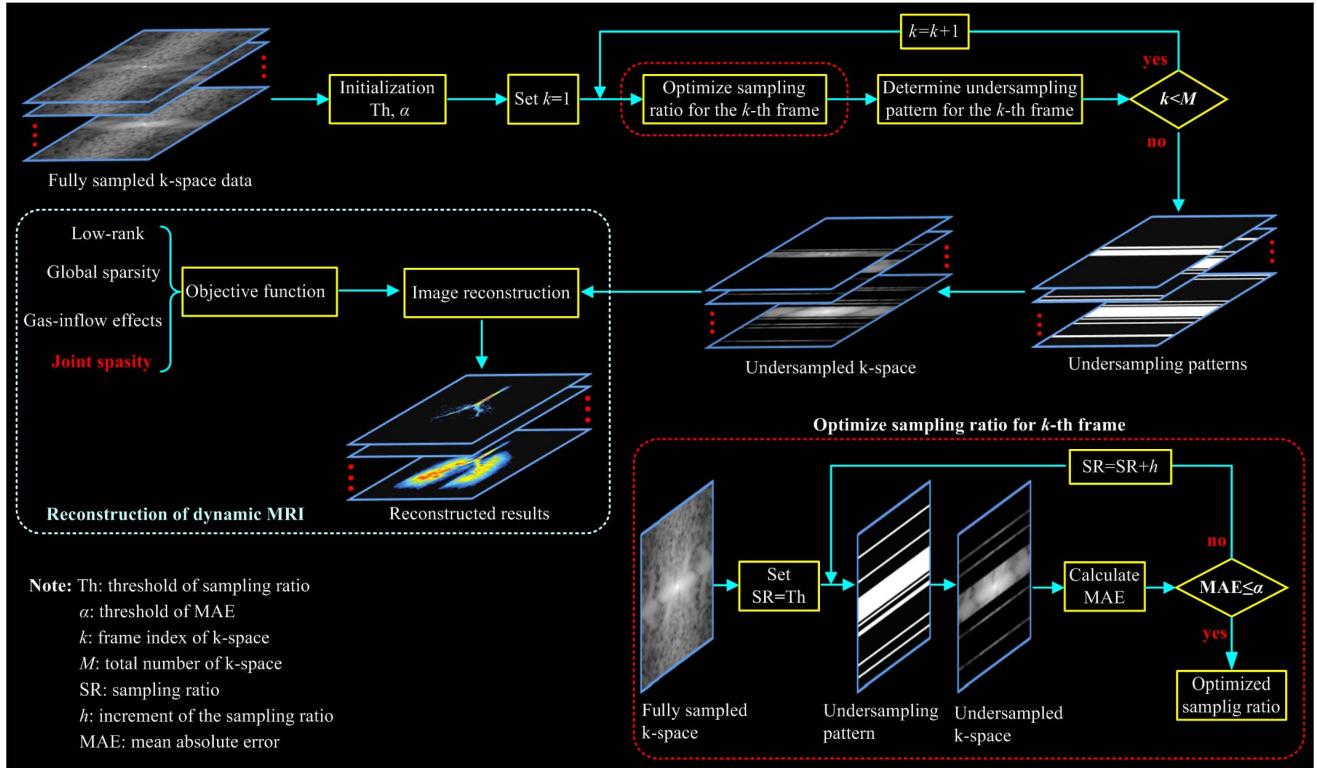 k=k+1
yes
Initialization
Th, α
Set k=1
Optimize sampling
ratio for the k-th frame
Determine undersampling
pattern for the k-th frame
k<M
no
Fully sampled k-space data
Low-rank
Global sparsity
Gas-inflow effects
Joint spasity
Objective function
Image reconstruction
Undersampled k-space
Undersampling patterns
Reconstructed results
Reconstruction of dynamic MRI
Optimize sampling ratio for k-th frame
SR=SR+h
no
Set
SR=Th
Calculate
MAE
MAE≤α
yes
Optimized
samplig ratio
Fully sampled
k-space
Undersampling
pattern
Undersampled
k-space
Note: Th: threshold of sampling ratio
α: threshold of MAE
k: frame index of k-space
M: total number of k-space
SR: sampling ratio
h: increment of the sampling ratio
MAE: mean absolute error